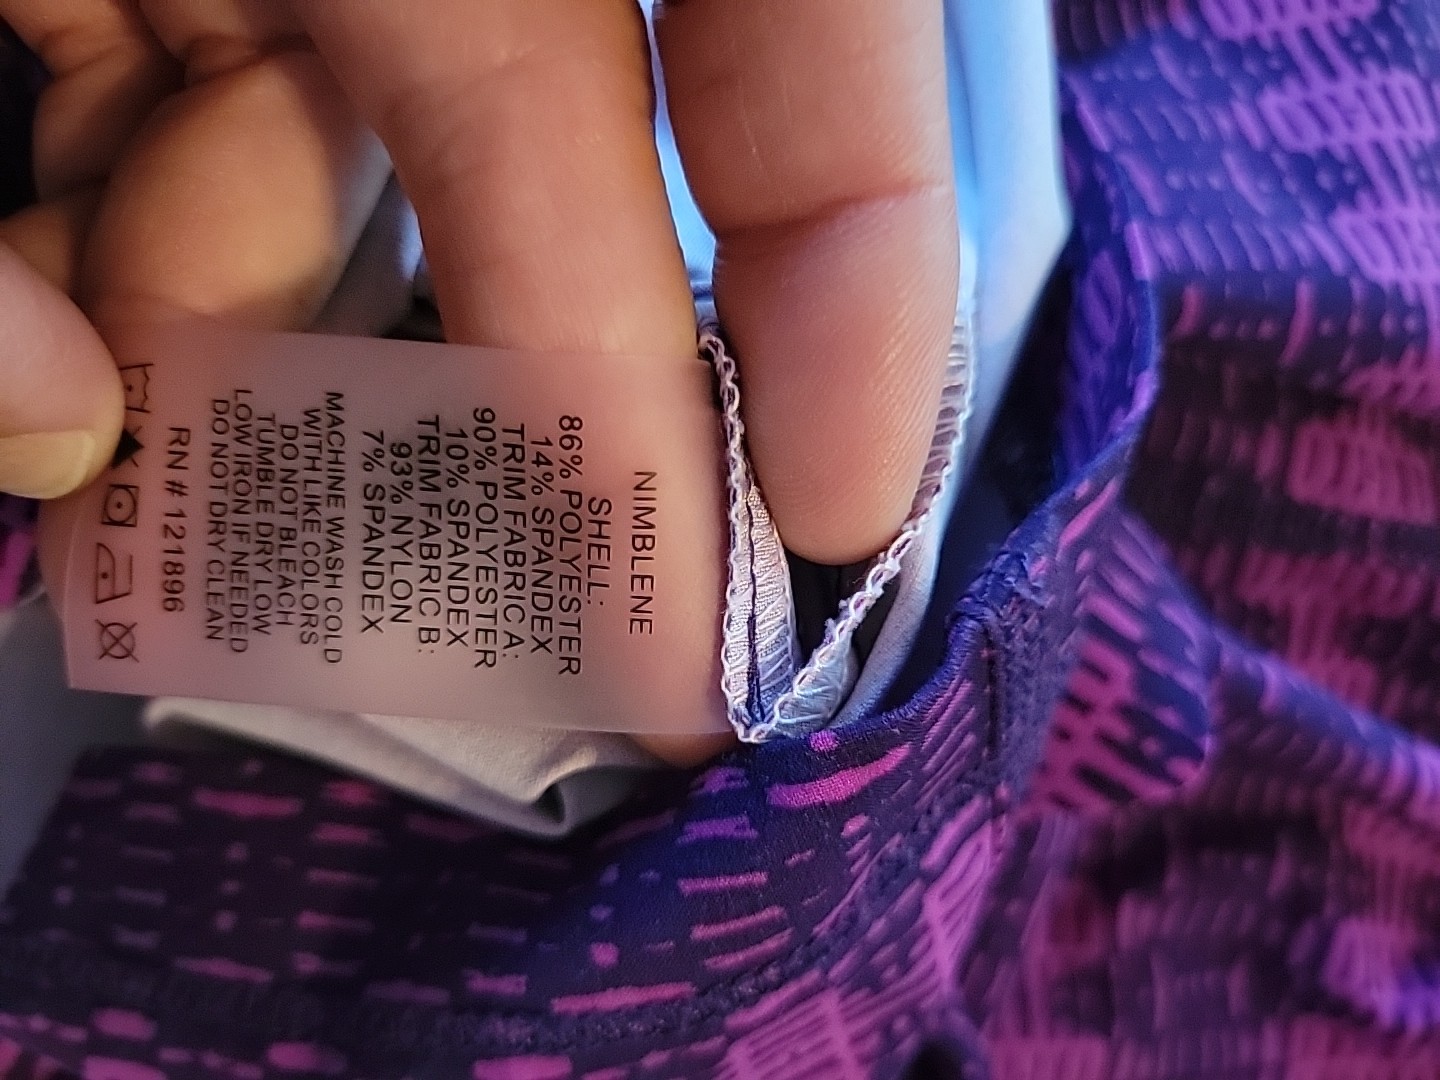 NIMBLENE
SHELL:
86% POLYESTER
14% SPANDEX
TRIM FABRIC A:
90% POLYESTER
10% SPANDEX
TRIM FABRIC B:
93% NYLON
7% SPANDEX
MACHINE WASH COLD
WITH LIKE COLORS
DO NOT BLEACH
TUMBLE DRY LOW
LOW IRON IF NEEDED
DO NOT DRY CLEAN
RN # 121896